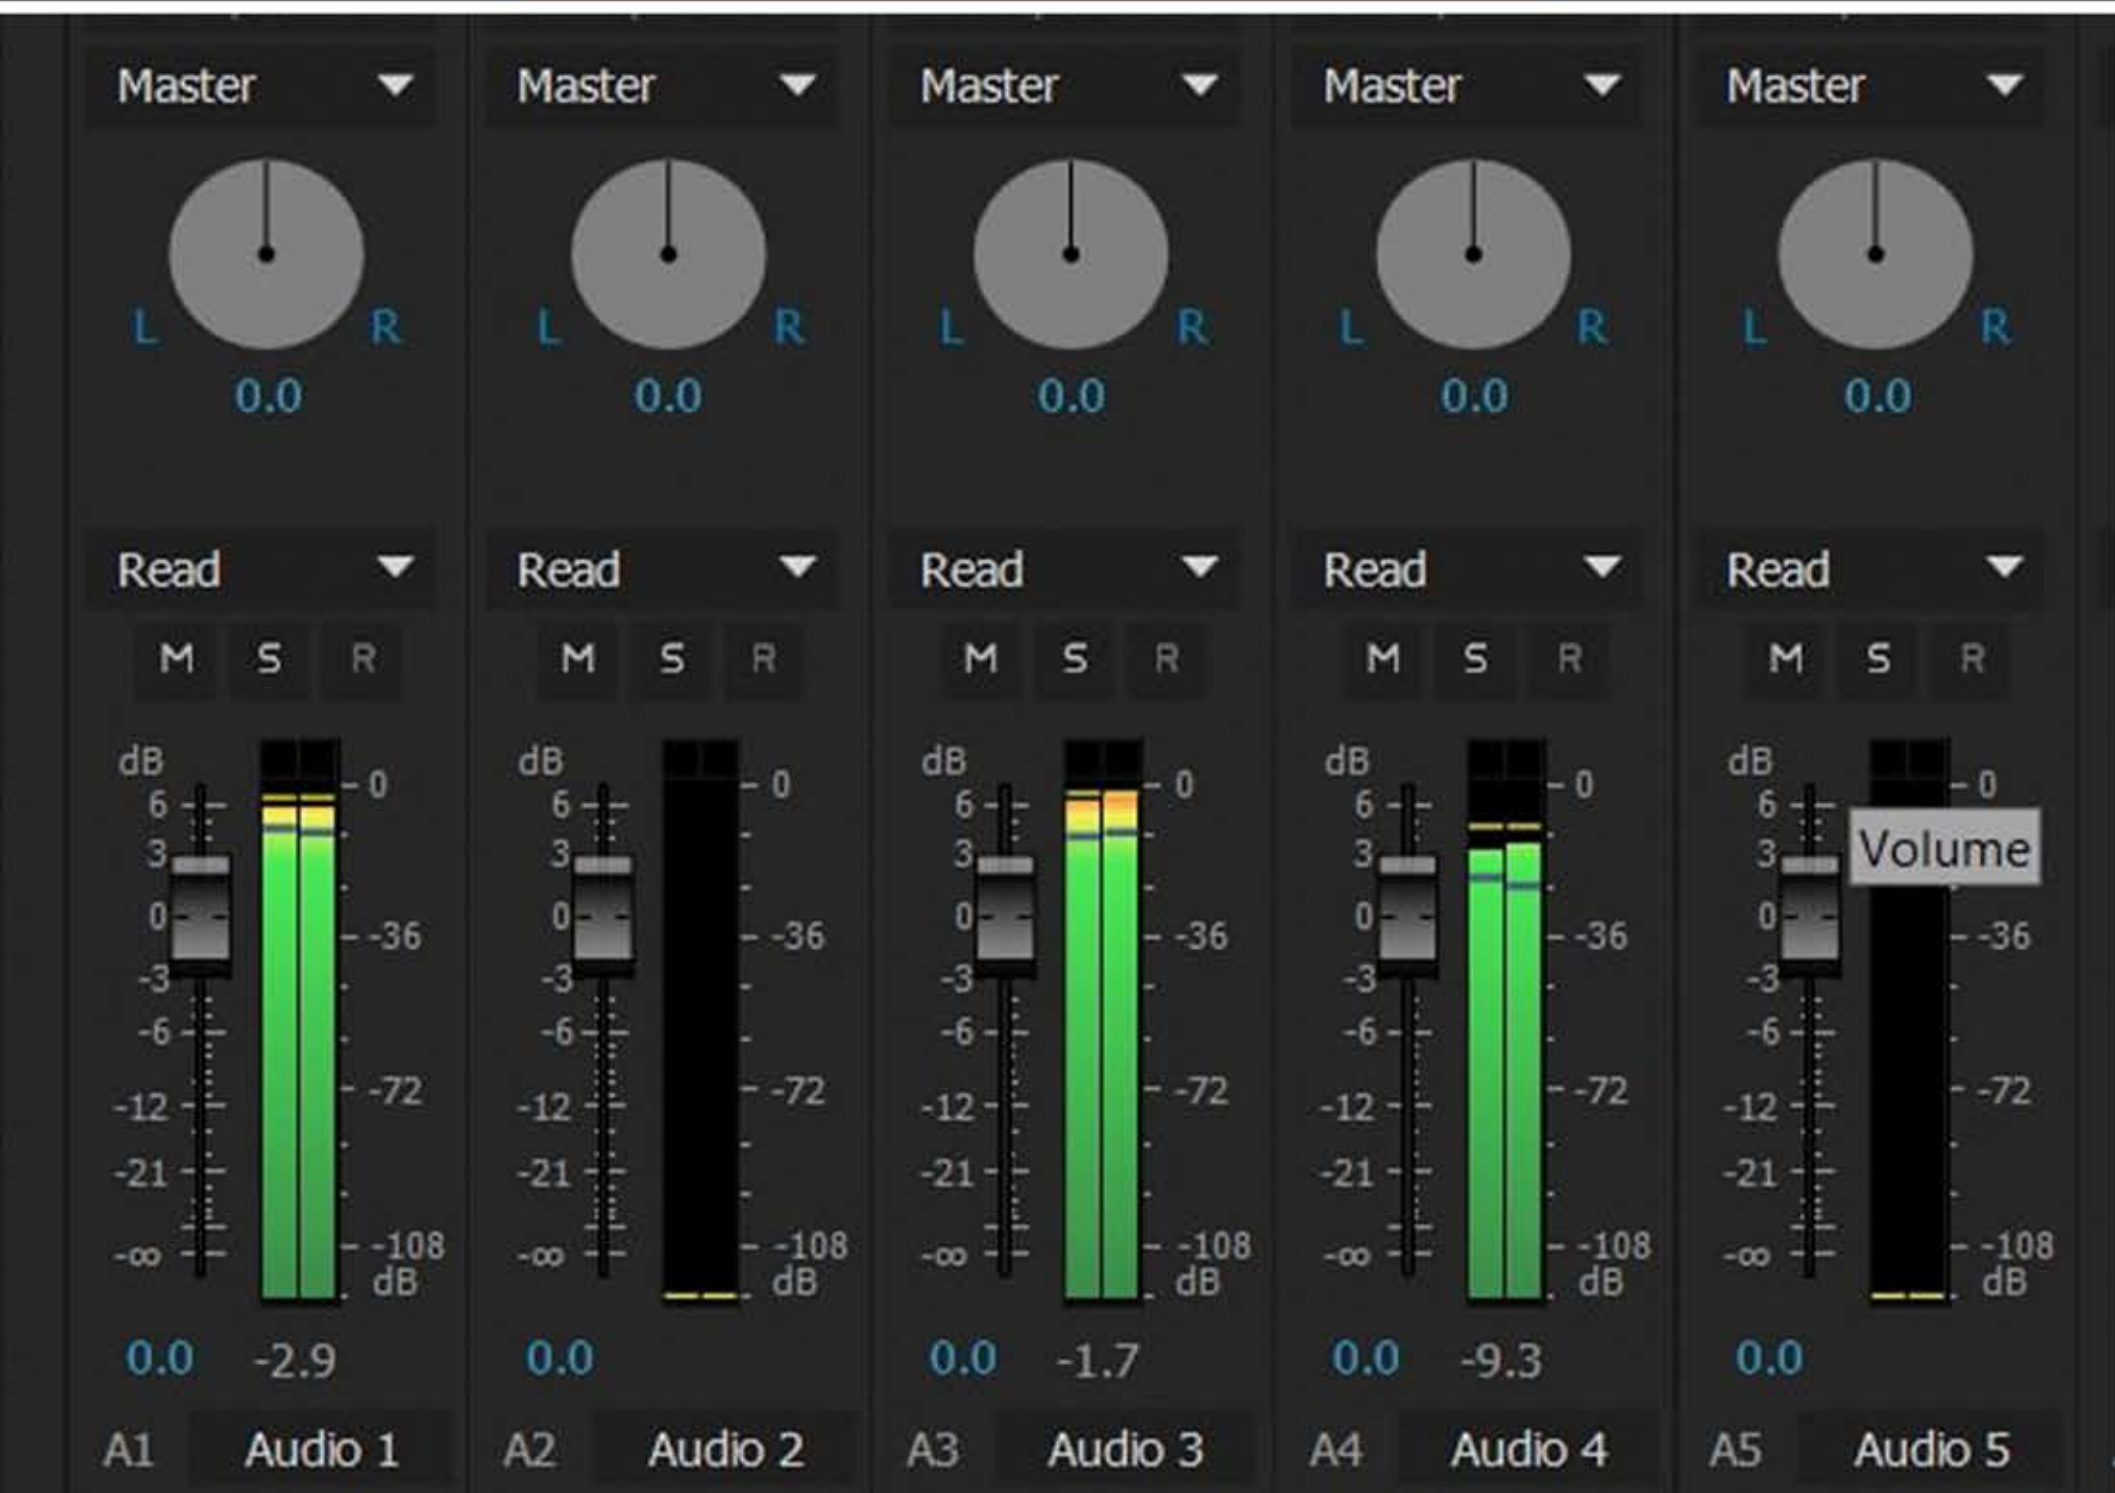 Master Master Master Master Master
L R L R L R L R L R
0.0 0.0 0.0 0.0 0.0
Read Read Read Read Read
M S R M S R M S R M S R M S R
dB dB dB dB dB
0 0 0 0
6 6 6 6 6
3 3 3 3 3 Volume
0 0 0 0 0
-36 -36 -36 -36 -36
-3 -3 -3 -3 -3
-6 -6 -6 -6 -6
-72 -72 -72 -72 -72
-12 -12 -12 -12 -12
-21 -21 -21 -21 -21
-∞ -108 -∞ -108 -∞ -108 -∞ -108 -∞ -108
dB dB dB dB dB
0.0 -2.9 0.0 0.0 -1.7 0.0 -9.3 0.0
A1 Audio 1 A2 Audio 2 A3 Audio 3 A4 Audio 4 A5 Audio 5